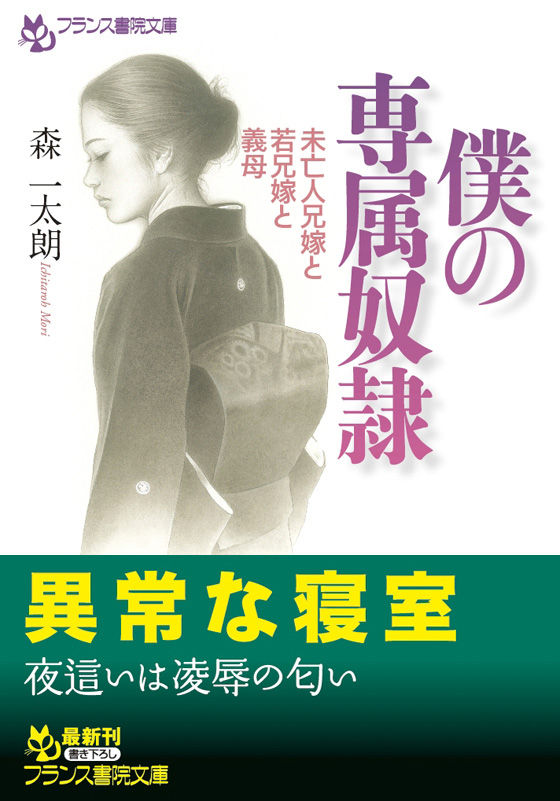 フランス書院文庫
僕の
専属奴隷
未亡人兄嫁と
若兄嫁と
義母
森 一太朗
Ichitaroh Mori
異常な寝室
夜這いは凌辱の匂い
最新刊
書き下ろし
フランス書院文庫